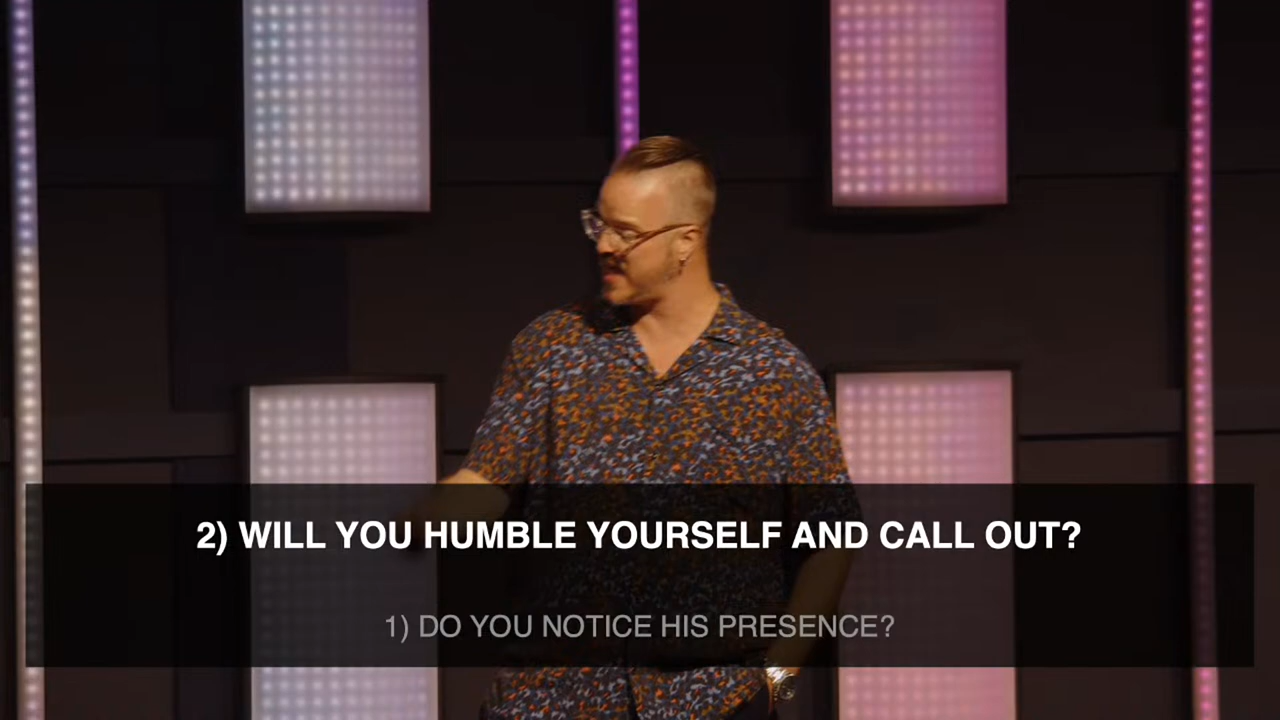 2) WILL YOU HUMBLE YOURSELF AND CALL OUT?
1) DO YOU NOTICE HIS PRESENCE?